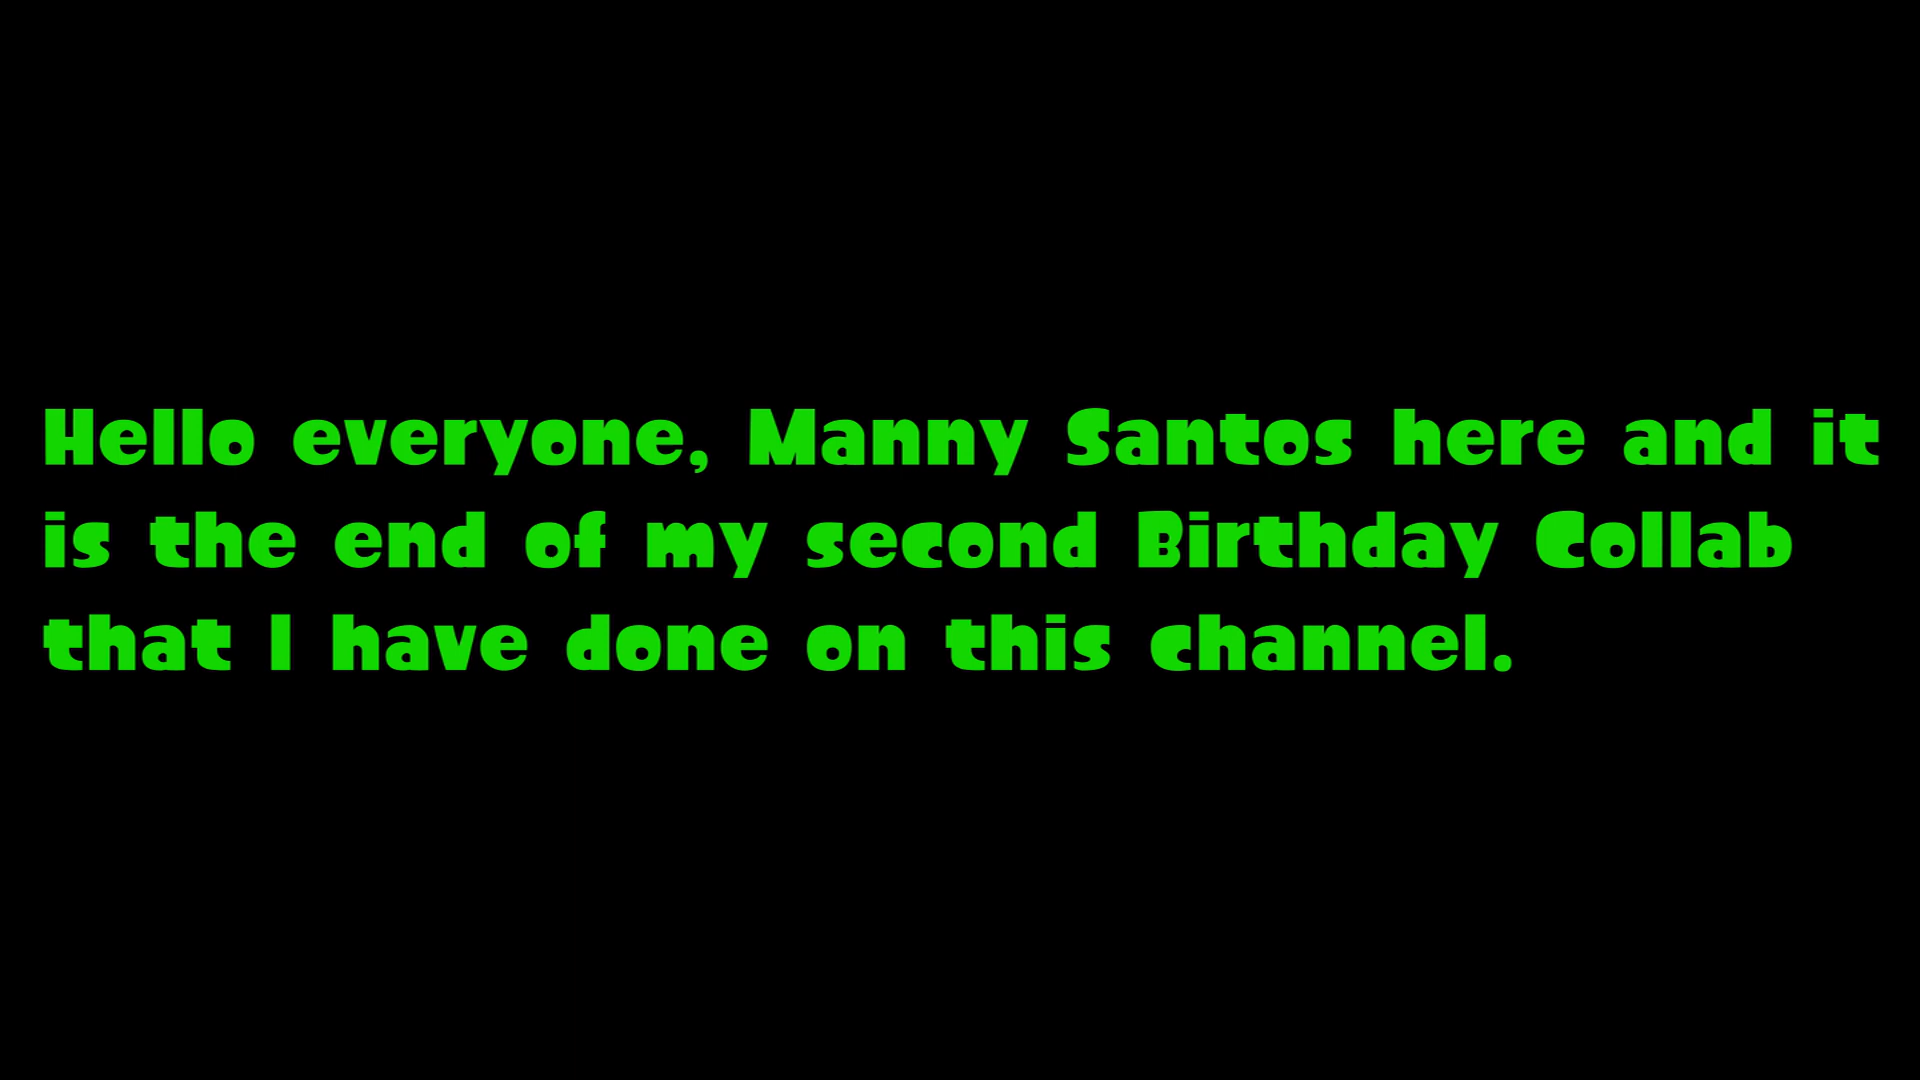 Hello everyone, Manny Santos here and it
is the end of my second Birthday Collab
that I have done on this channel.